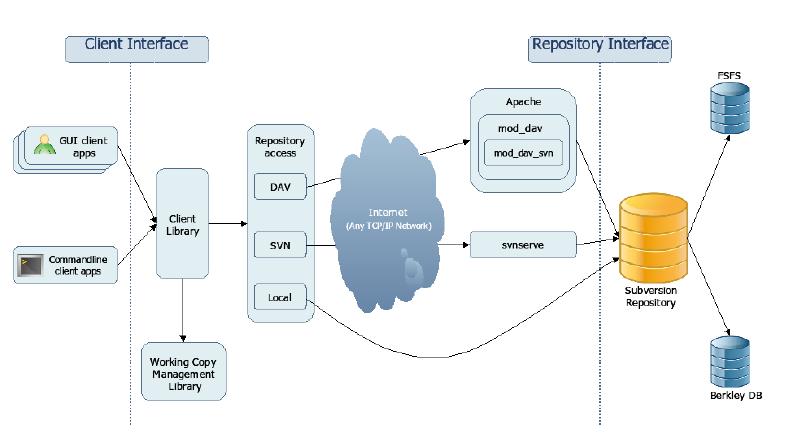 Client Interface
Repository Interface
FSFS
GUI client
apps
Repository
access
Apache
mod_dav
mod_dav_svn
DAV
Client
Library
Internet
(Any TCP/IP Network)
SVN
svnserve
Commandline
client apps
Local
Subversion
Repository
Working Copy
Management
Library
Berkley DB